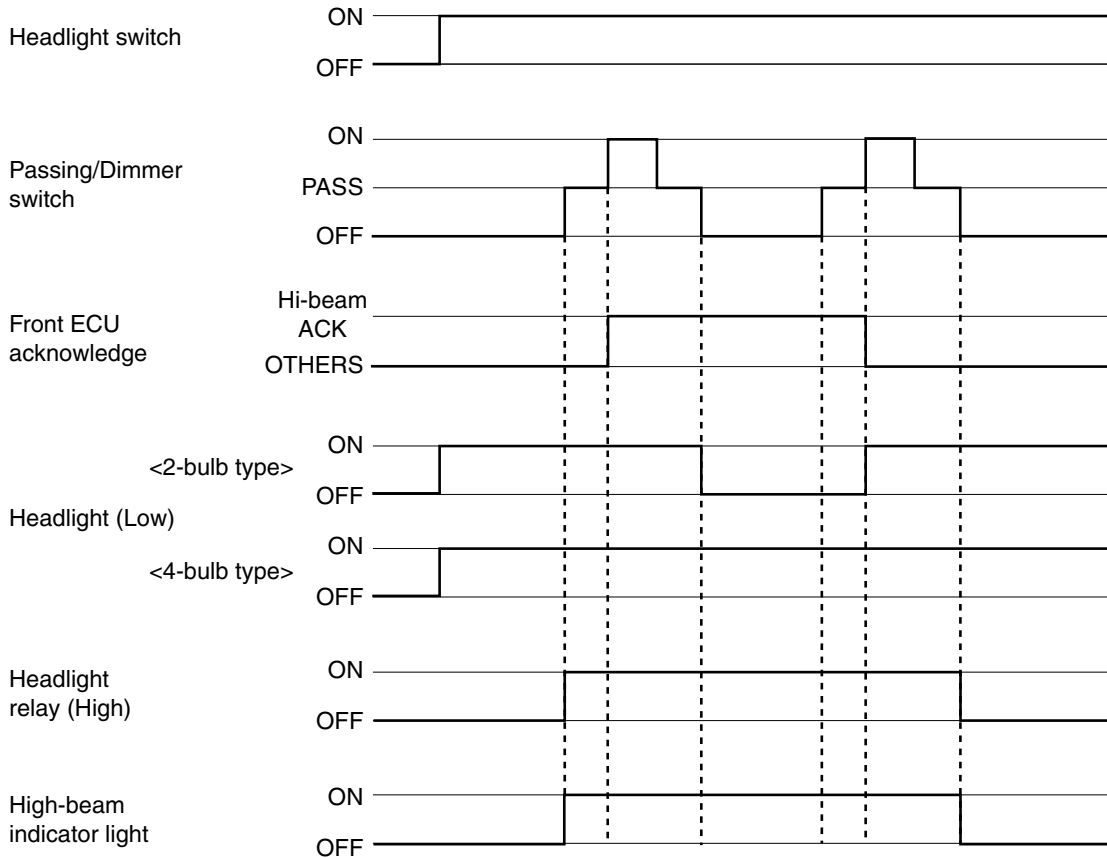 Headlight switch
ON
OFF
Passing/Dimmer
switch
ON
PASS
OFF
Front ECU
acknowledge
Hi-beam
ACK
OTHERS
Headlight (Low)
<2-bulb type>
ON
OFF
<4-bulb type>
ON
OFF
Headlight
relay (High)
ON
OFF
High-beam
indicator light
ON
OFF